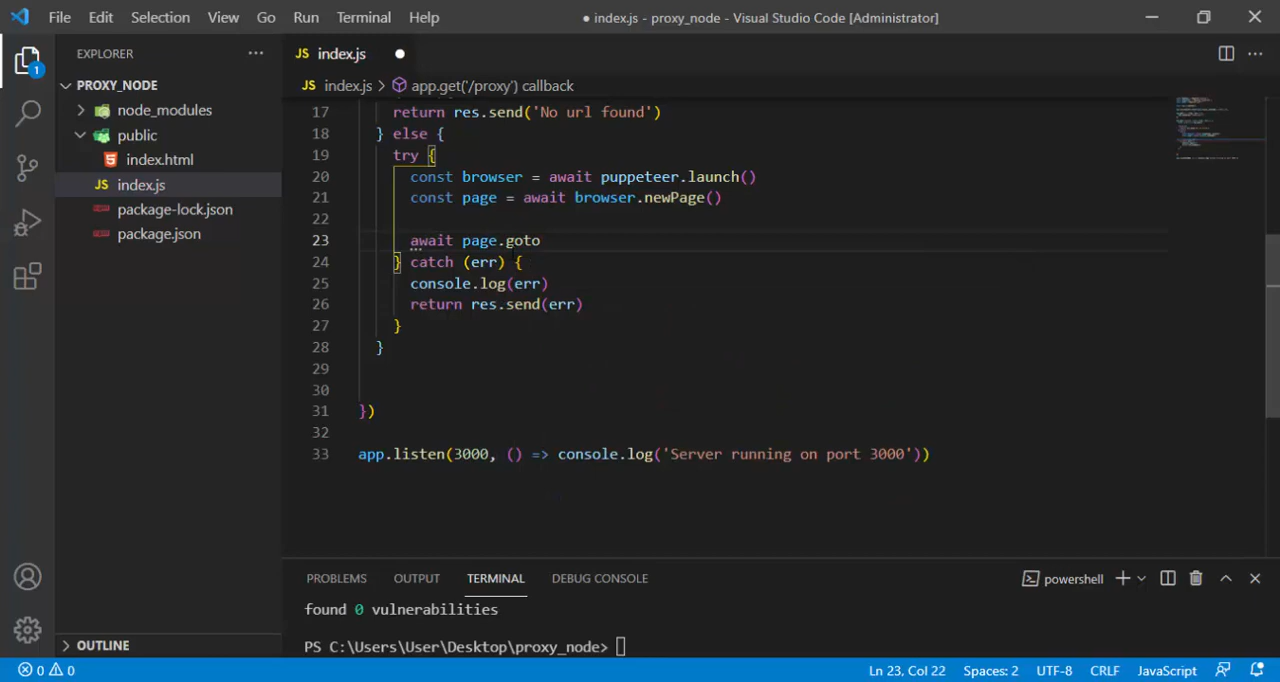 File Edit Selection View Go Run Terminal Help ● index.js - proxy_node - Visual Studio Code [Administrator]
EXPLORER ···
1
PROXY_NODE
node_modules
public
index.html
index.js
package-lock.json
package.json
OUTLINE
JS index.js ●
JS index.js > app.get('/proxy') callback
17 return res.send('No url found')
18 } else {
19 try {
20 const browser = await puppeteer.launch()
21 const page = await browser.newPage()
22
23 await page.goto
24 } catch (err) {
25 console.log(err)
26 return res.send(err)
27 }
28 }
29
30
31 })
32
33 app.listen(3000, () => console.log('Server running on port 3000'))
PROBLEMS OUTPUT TERMINAL DEBUG CONSOLE powershell
found 0 vulnerabilities
PS C:\Users\User\Desktop\proxy_node>
0 0 Ln 23, Col 22 Spaces: 2 UTF-8 CRLF JavaScript